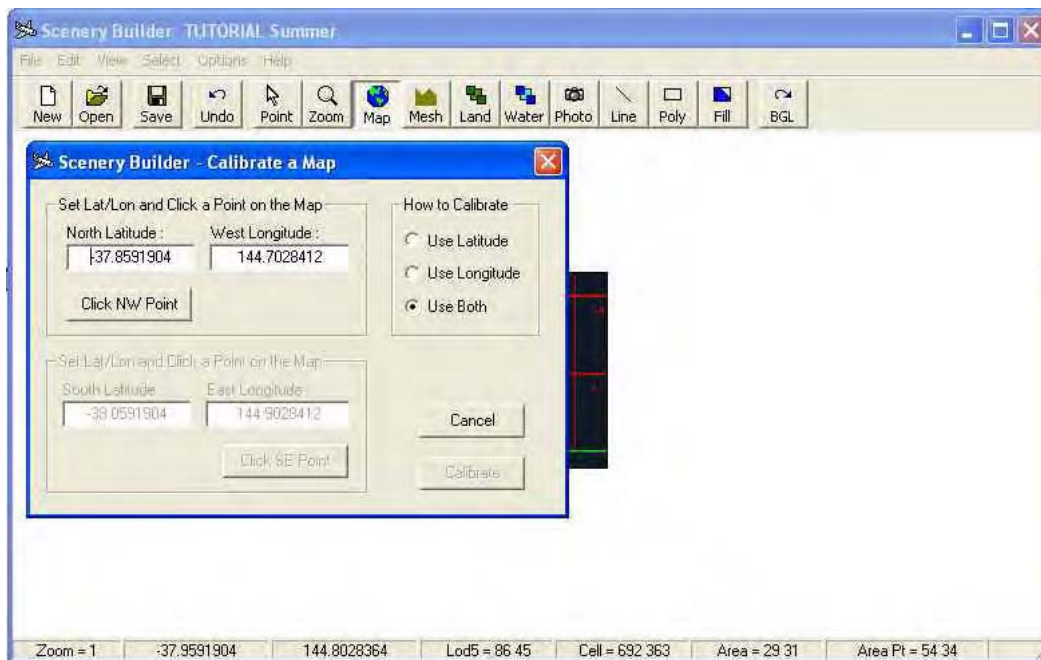 Scenery Builder TUTORIAL Summer
File Edit View Select Options Help
New Open Save Undo Point Zoom Map Mesh Land Water Photo Line Poly Fill BGL
Scenery Builder - Calibrate a Map
Set Lat/Lon and Click a Point on the Map
North Latitude : West Longitude :
-37.8591904 144.7028412
Click NW Point
How to Calibrate
Use Latitude
Use Longitude
Use Both
Set Lat/Lon and Click a Point on the Map
South Latitude East Longitude
-38.0591904 144.9028412
Click SE Point
Cancel
Calibrate
Zoom = 1 -37.9591904 144.8028364 Lod5 = 86 45 Cell = 692 363 Area = 29 31 Area Pt = 54 34